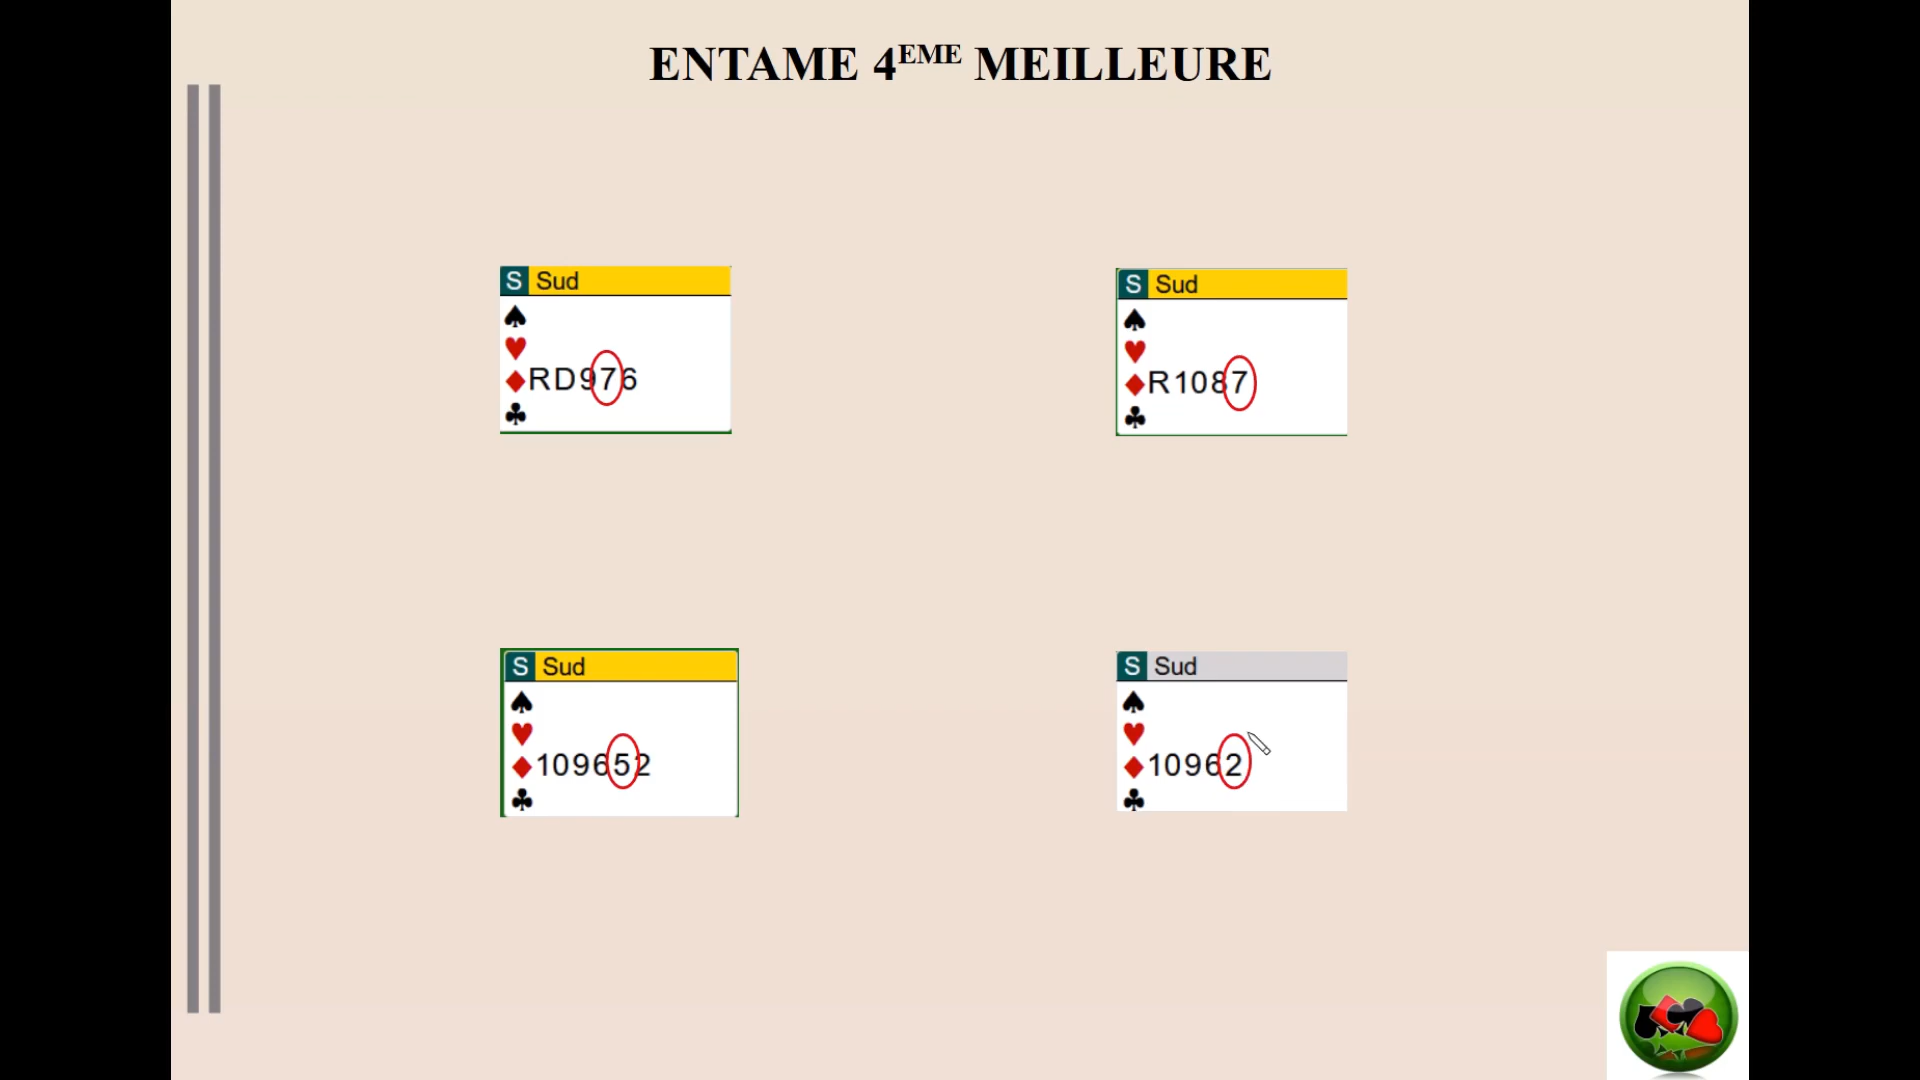 ENTAME 4EME MEILLEURE
S Sud
♠
♥
♦RD976
♣
S Sud
♠
♥
♦R1087
♣
S Sud
♠
♥
♦109652
♣
S Sud
♠
♥
♦10962
♣